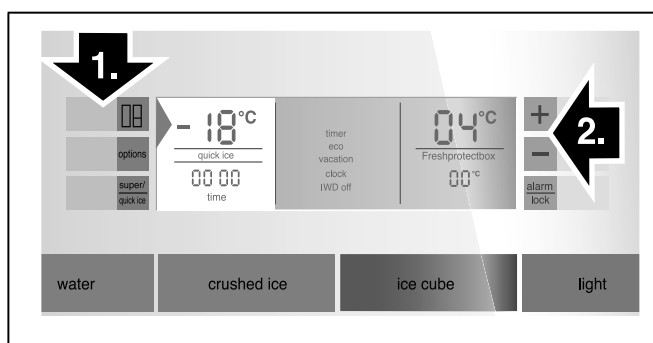 1.
options
super/
quick ice
- 18°C
quick ice
00 00
time
timer
eco
vacation
clock
IWD off
04°C
Freshprotectbox
00°C
+
-
alarm
lock
2.
water
crushed ice
ice cube
light